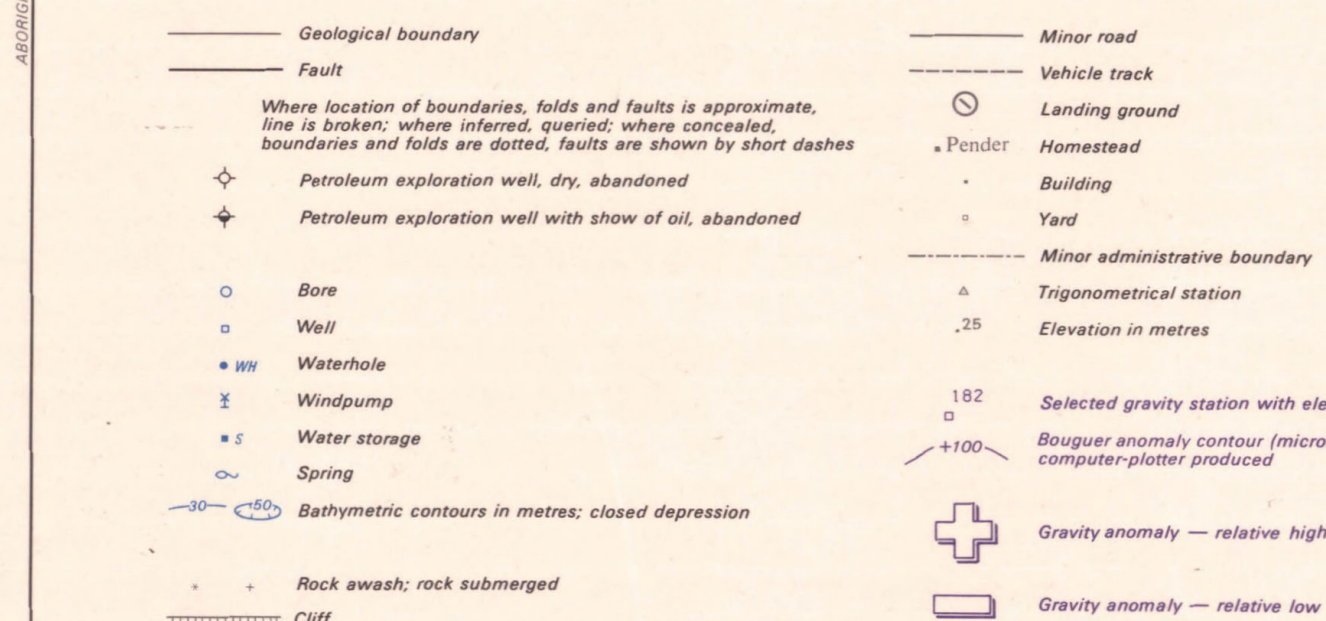 ABORIG
Geological boundary
Fault
Where location of boundaries, folds and faults is approximate,
line is broken; where inferred, queried; where concealed,
boundaries and folds are dotted, faults are shown by short dashes
Petroleum exploration well, dry, abandoned
Petroleum exploration well with show of oil, abandoned
Bore
Well
WH Waterhole
Windpump
S Water storage
Spring
30 50 Bathymetric contours in metres; closed depression
Rock awash; rock submerged
Cliff
Minor road
Vehicle track
Landing ground
Pender Homestead
Building
Yard
Minor administrative boundary
Trigonometrical station
.25 Elevation in metres
182
Selected gravity station with ele
+100 Bouguer anomaly contour (micro
computer-plotter produced
Gravity anomaly — relative high
Gravity anomaly — relative low